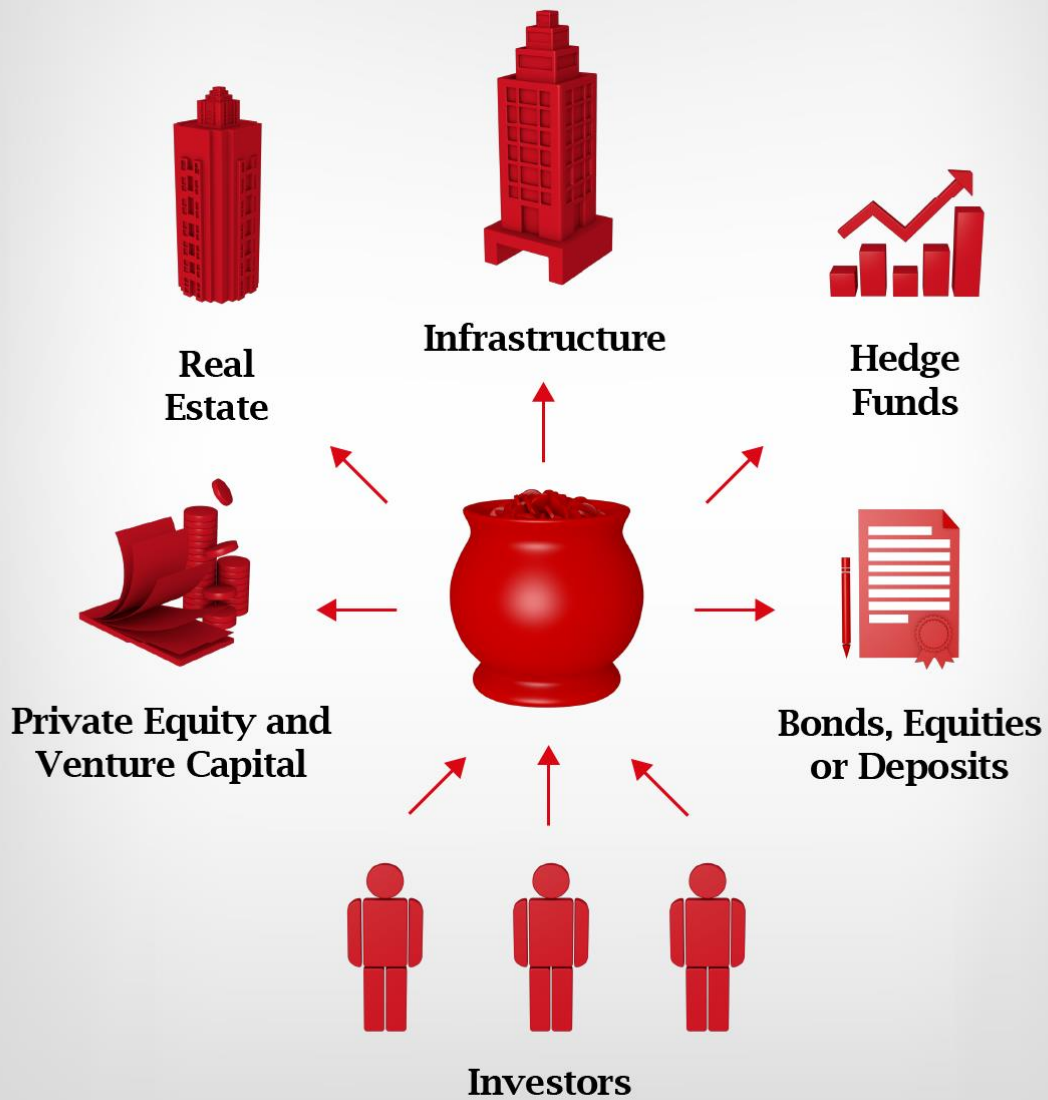 Infrastructure
Real
Estate
Hedge
Funds
Private Equity and
Venture Capital
Bonds, Equities
or Deposits
Investors